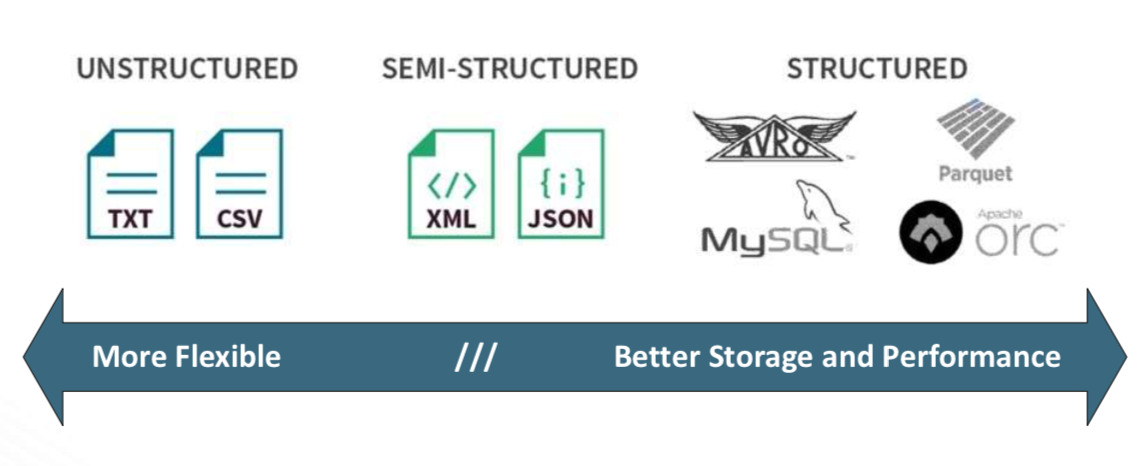 UNSTRUCTURED
SEMI-STRUCTURED
STRUCTURED
TXT
CSV
</>
XML
{i}
JSON
AVRO
TM
Parquet
MySQL
Apache
orc
More Flexible
///
Better Storage and Performance